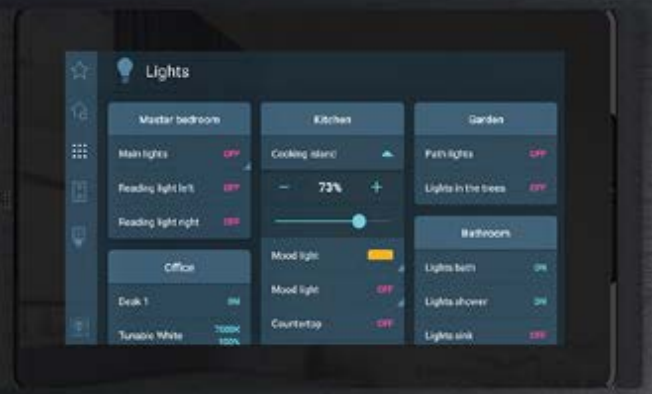 Lights
Master bedroom
Main lights OFF
Reading light left OFF
Reading light right OFF
Office
Desk 1 ON
Tunable White 7000K
100%
Kitchen
Cooking island
− 73% +
Mood light
Mood light OFF
Countertop OFF
Garden
Path lights OFF
Lights in the trees OFF
Bathroom
Lights bath ON
Lights shower ON
Lights sink OFF